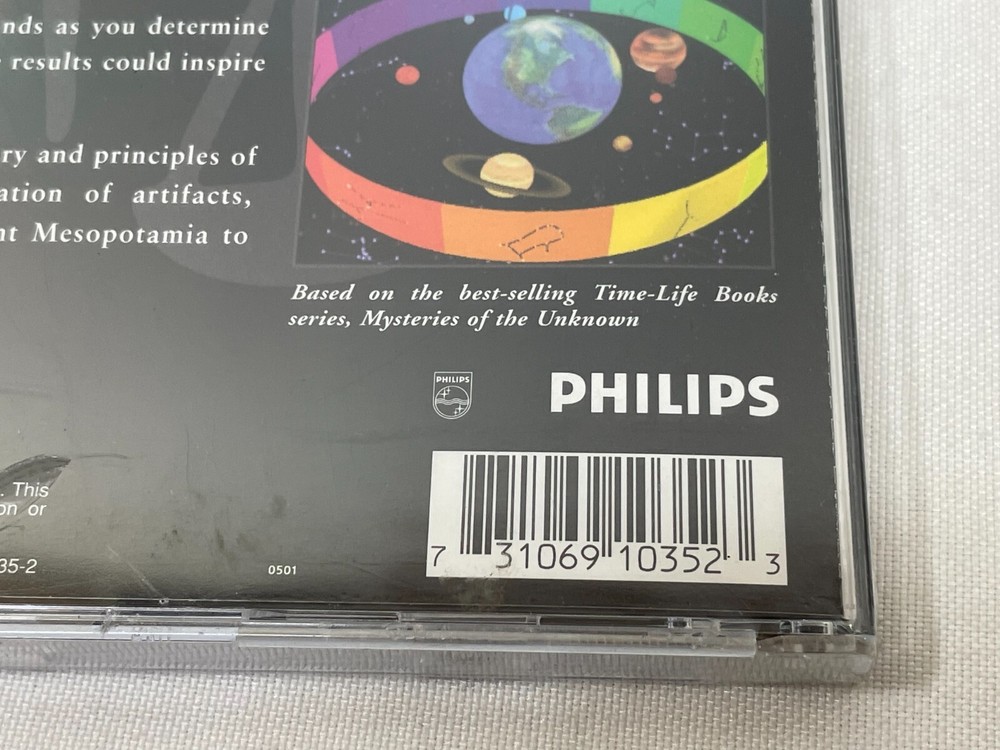 nds as you determine
results could inspire
ry and principles of
ation of artifacts,
nt Mesopotamia to
Based on the best-selling Time-Life Books
series, Mysteries of the Unknown
PHILIPS
PHILIPS
. This
on or
35-2
0501
7 31069 10352 3